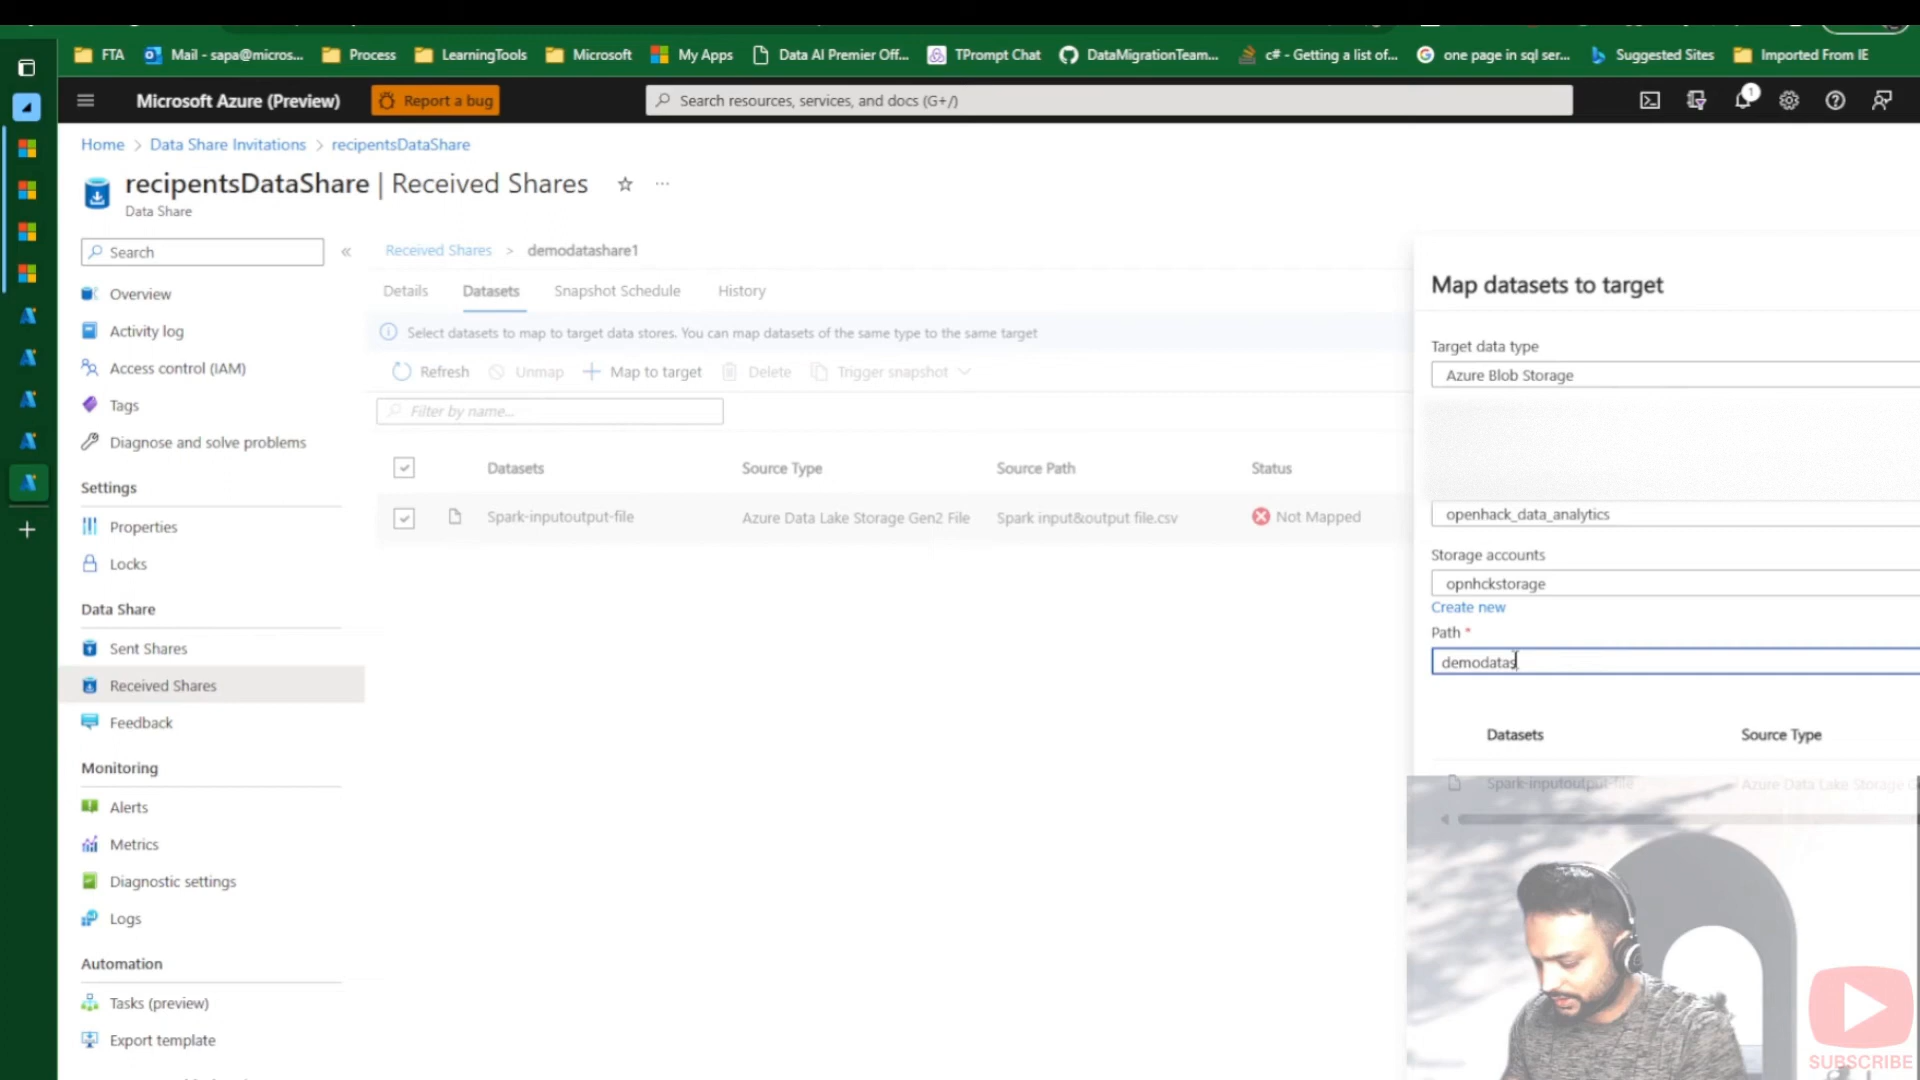 FTA
Mail - sapa@micros...
Process
LearningTools
Microsoft
My Apps
Data AI Premier Off...
TPrompt Chat
DataMigrationTeam...
c# - Getting a list of...
one page in sql ser...
Suggested Sites
Imported From IE
Microsoft Azure (Preview)
Report a bug
Search resources, services, and docs (G+/)
1
Home > Data Share Invitations > recipentsDataShare
recipentsDataShare | Received Shares
Data Share
Search
Overview
Activity log
Access control (IAM)
Tags
Diagnose and solve problems
Settings
Properties
Locks
Data Share
Sent Shares
Received Shares
Feedback
Monitoring
Alerts
Metrics
Diagnostic settings
Logs
Automation
Tasks (preview)
Export template
Received Shares > demodatashare1
Details Datasets Snapshot Schedule History
Select datasets to map to target data stores. You can map datasets of the same type to the same target
Refresh Unmap Map to target Delete Trigger snapshot
Filter by name...
Datasets Source Type Source Path Status
Spark-inputoutput-file Azure Data Lake Storage Gen2 File Spark input&output file.csv Not Mapped
Map datasets to target
Target data type
Azure Blob Storage
openhack_data_analytics
Storage accounts
opnhckstorage
Create new
Path *
demodatas
Datasets Source Type
Spark-inputoutput-file Azure Data Lake Storage G
SUBSCRIBE